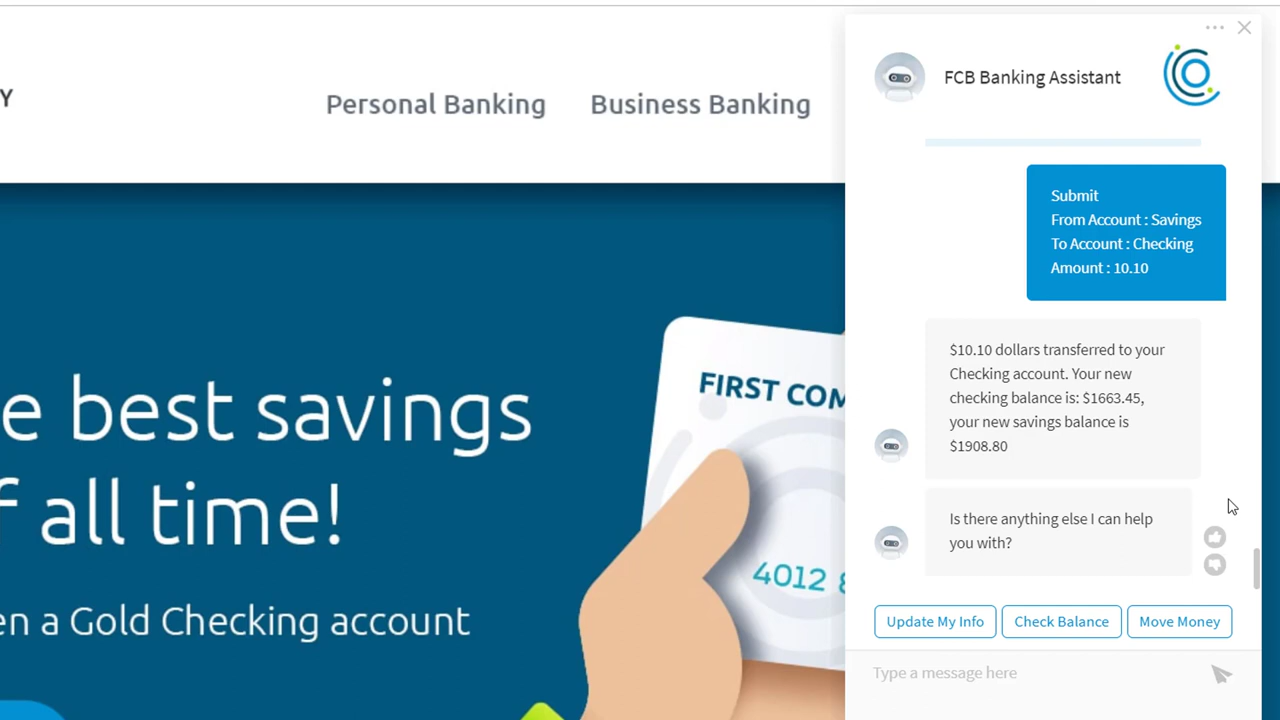 Y
Personal Banking
Business Banking
e best savings
f all time!
en a Gold Checking account
FIRST COM
4012
FCB Banking Assistant
Submit
From Account : Savings
To Account : Checking
Amount : 10.10
$10.10 dollars transferred to your
Checking account. Your new
checking balance is: $1663.45,
your new savings balance is
$1908.80
Is there anything else I can help
you with?
Update My Info
Check Balance
Move Money
Type a message here